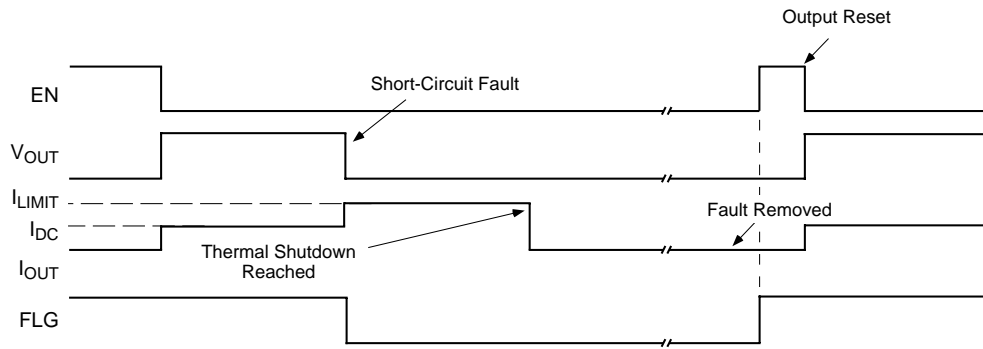 Output Reset
EN
Short-Circuit Fault
VOUT
ILIMIT
IDC
Fault Removed
Thermal Shutdown
Reached
IOUT
FLG